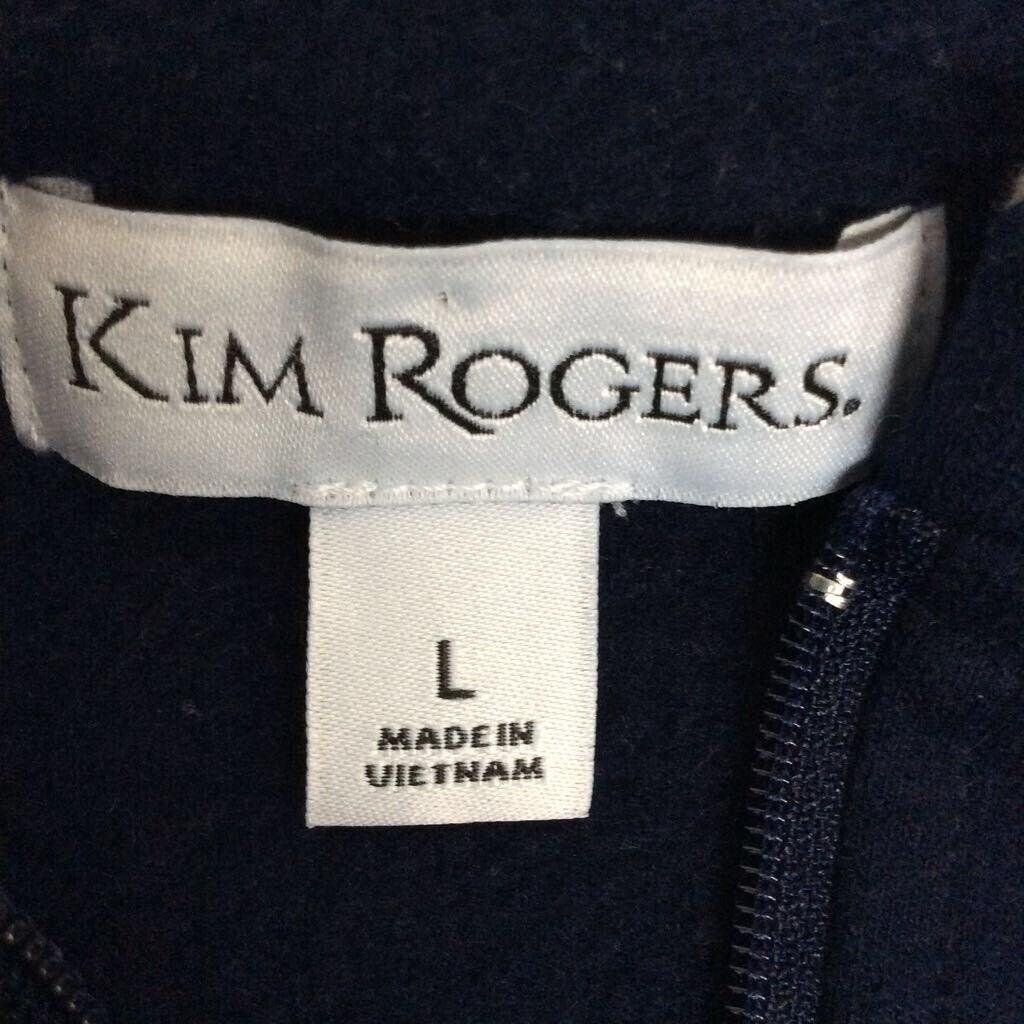 KIM ROGERS.
L
MADE IN
VIETNAM